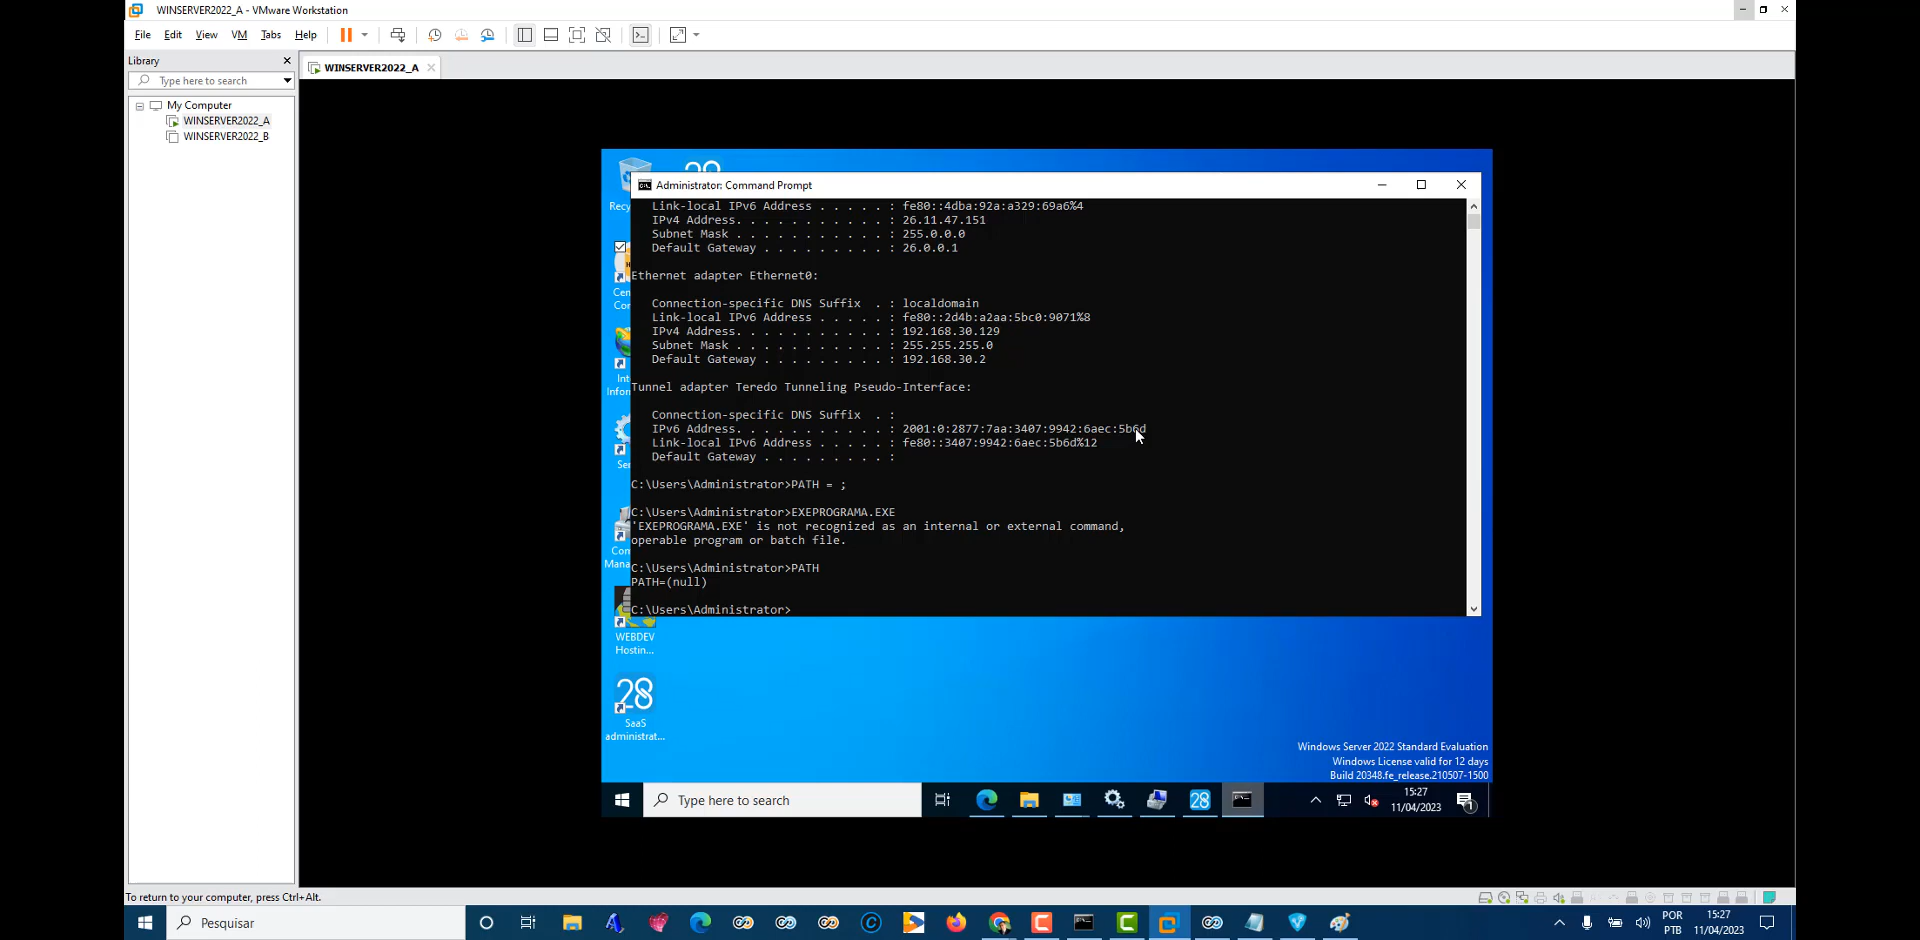 WINSERVER2022_A - VMware Workstation
File Edit View VM Tabs Help
Library
WINSERVER2022_A
Type here to search
My Computer
WINSERVER2022_A
WINSERVER2022_B
Administrator: Command Prompt
Link-local IPv6 Address . . . . . : fe80::4dba:92a:a329:69a6%4
IPv4 Address. . . . . . . . . . . : 26.11.47.151
Subnet Mask . . . . . . . . . . . : 255.0.0.0
Default Gateway . . . . . . . . . : 26.0.0.1
Ethernet adapter Ethernet0:
Connection-specific DNS Suffix . : localdomain
Link-local IPv6 Address . . . . . : fe80::2d4b:a2aa:5bc0:9071%8
IPv4 Address. . . . . . . . . . . : 192.168.30.129
Subnet Mask . . . . . . . . . . . : 255.255.255.0
Default Gateway . . . . . . . . . : 192.168.30.2
Tunnel adapter Teredo Tunneling Pseudo-Interface:
Connection-specific DNS Suffix . :
IPv6 Address. . . . . . . . . . . : 2001:0:2877:7aa:3407:9942:6aec:5b6d
Link-local IPv6 Address . . . . . : fe80::3407:9942:6aec:5b6d%12
Default Gateway . . . . . . . . . :
C:\Users\Administrator>PATH = ;
C:\Users\Administrator>EXEPROGRAMA.EXE
'EXEPROGRAMA.EXE' is not recognized as an internal or external command,
operable program or batch file.
C:\Users\Administrator>PATH
PATH=(null)
C:\Users\Administrator>
Recy
Cen
Co
Int
Inform
Se
Com
Mana
WEBDEV
Hostin...
28
SaaS
administrat...
Windows Server 2022 Standard Evaluation
Windows License valid for 12 days
Build 20348.fe_release.210507-1500
Type here to search
28
15:27
11/04/2023
1
To return to your computer, press Ctrl+Alt.
Pesquisar
POR
PTB
15:27
11/04/2023